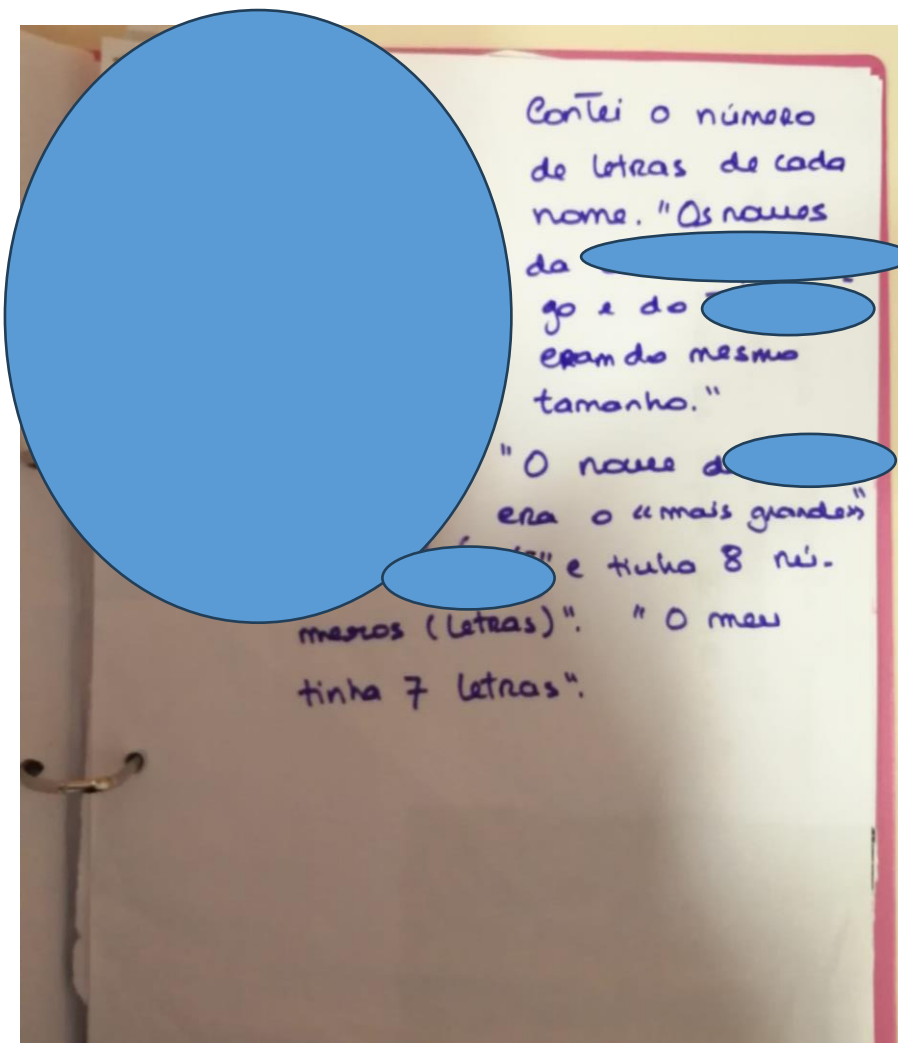 Contei o número
de letras de cada
nome. "Os nomes
da
go e do
eram do mesmo
tamanho."
"O nome d
era o «mais grande»"
" e tinha 8 nú-
meros (letras)". "O meu
tinha 7 letras".